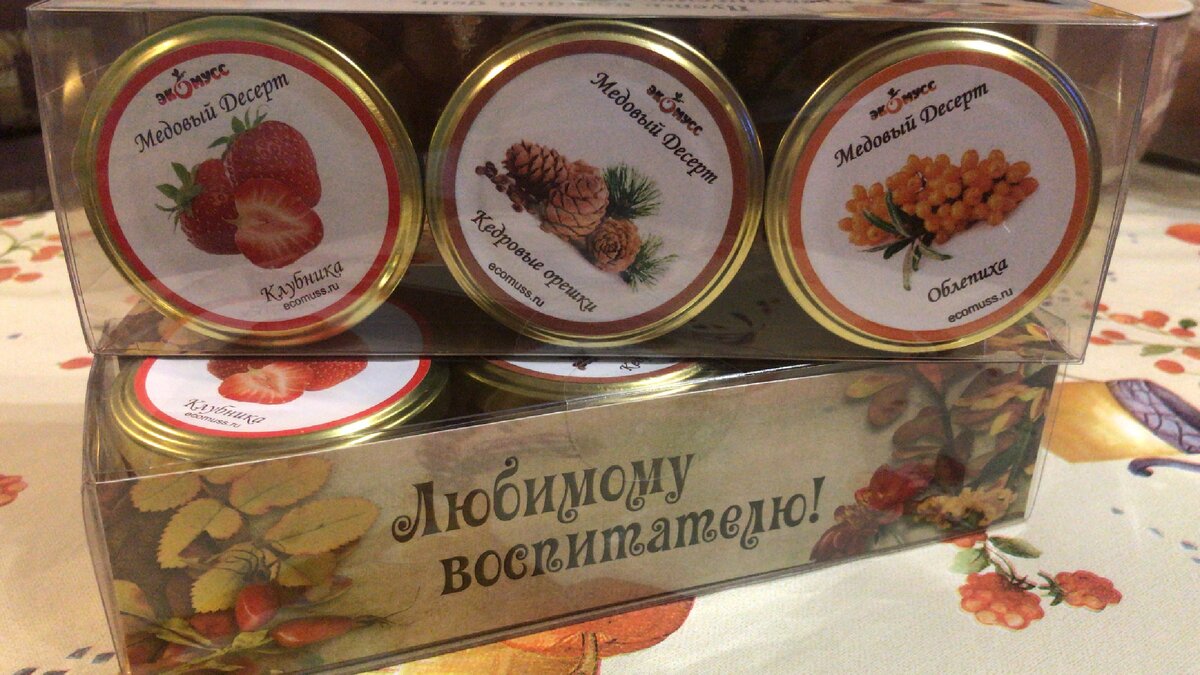 ЭКОМУСС
Медовый Десерт
Клубника
ecomuss.ru
ЭКОМУСС
Медовый Десерт
Кедровые орешки
ecomuss.ru
ЭКОМУСС
Медовый Десерт
Облепиха
ecomuss.ru
Клубника
ecomuss.ru
Любимому
воспитателю!